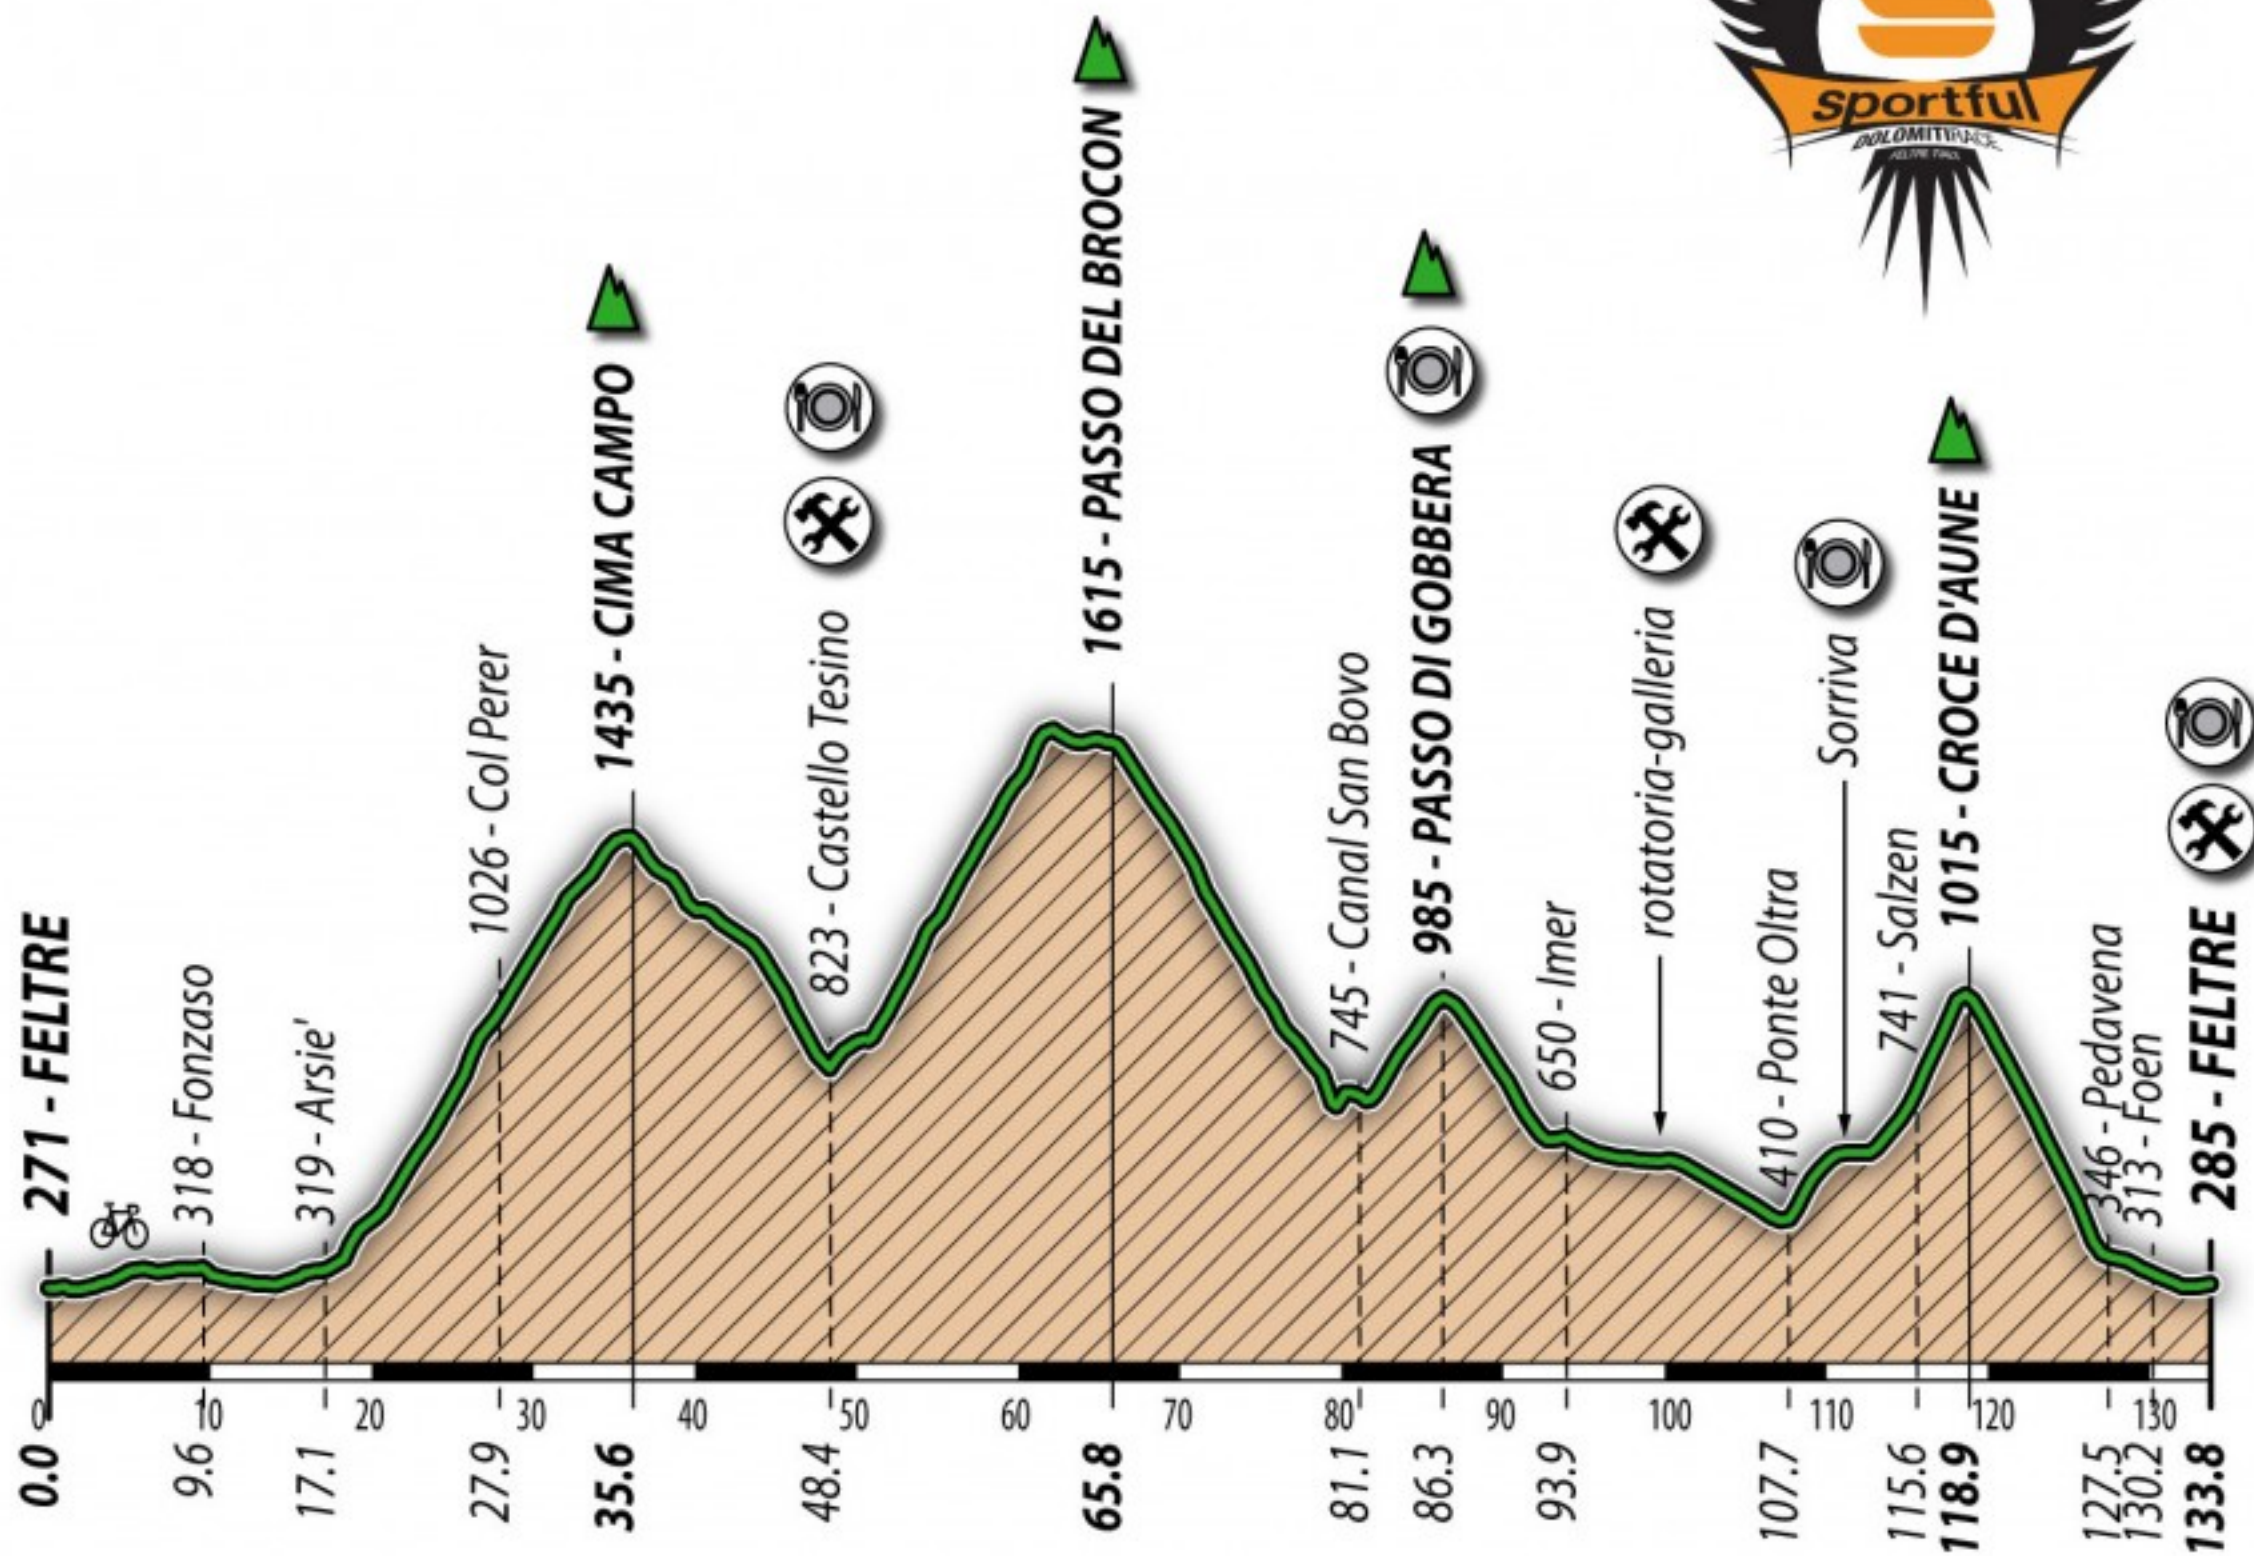 sportful
DOLOMITI RACE
271 - FELTRE
318 - Fonzaso
319 - Arsie'
1026 - Col Perer
1435 - CIMA CAMPO
823 - Castello Tesino
1615 - PASSO DEL BROCON
745 - Canal San Bovo
985 - PASSO DI GOBBERA
650 - Imer
rotatoria-galleria
410 - Ponte Oltra
Sorriva
741 - Salzen
1015 - CROCE D'AUNE
346 - Pedavena
313 - Foen
285 - FELTRE
0 10 20 30 40 50 60 70 80 90 100 110 120 130
0.0
9.6
17.1
27.9
35.6
48.4
65.8
81.1
86.3
93.9
107.7
115.6
118.9
127.5
130.2
133.8